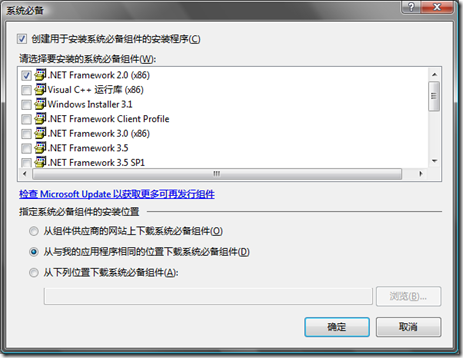 系统必备
创建用于安装系统必备组件的安装程序(C)
请选择要安装的系统必备组件(W):
.NET Framework 2.0 (x86)
Visual C++ 运行库 (x86)
Windows Installer 3.1
.NET Framework Client Profile
.NET Framework 3.0 (x86)
.NET Framework 3.5
.NET Framework 3.5 SP1
检查 Microsoft Update 以获取更多可再发行组件
指定系统必备组件的安装位置
从组件供应商的网站上下载系统必备组件(O)
从与我的应用程序相同的位置下载系统必备组件(D)
从下列位置下载系统必备组件(A):
浏览(B)...
确定
取消